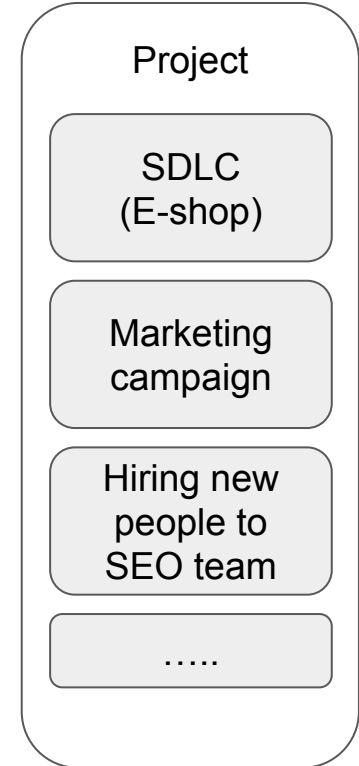 Project
SDLC
(E-shop)
Marketing
campaign
Hiring new
people to
SEO team
…..